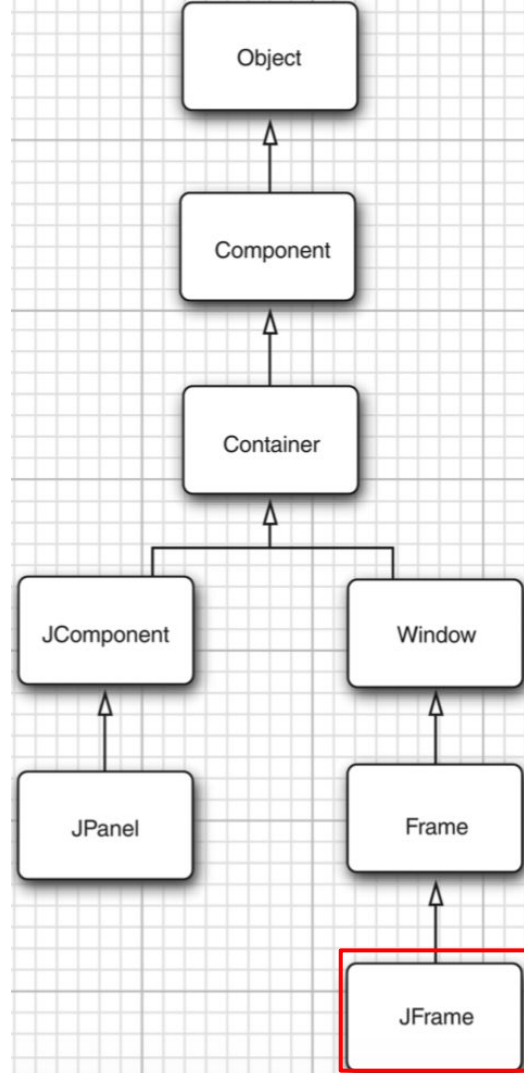 Object
Component
Container
JComponent
Window
JPanel
Frame
JFrame